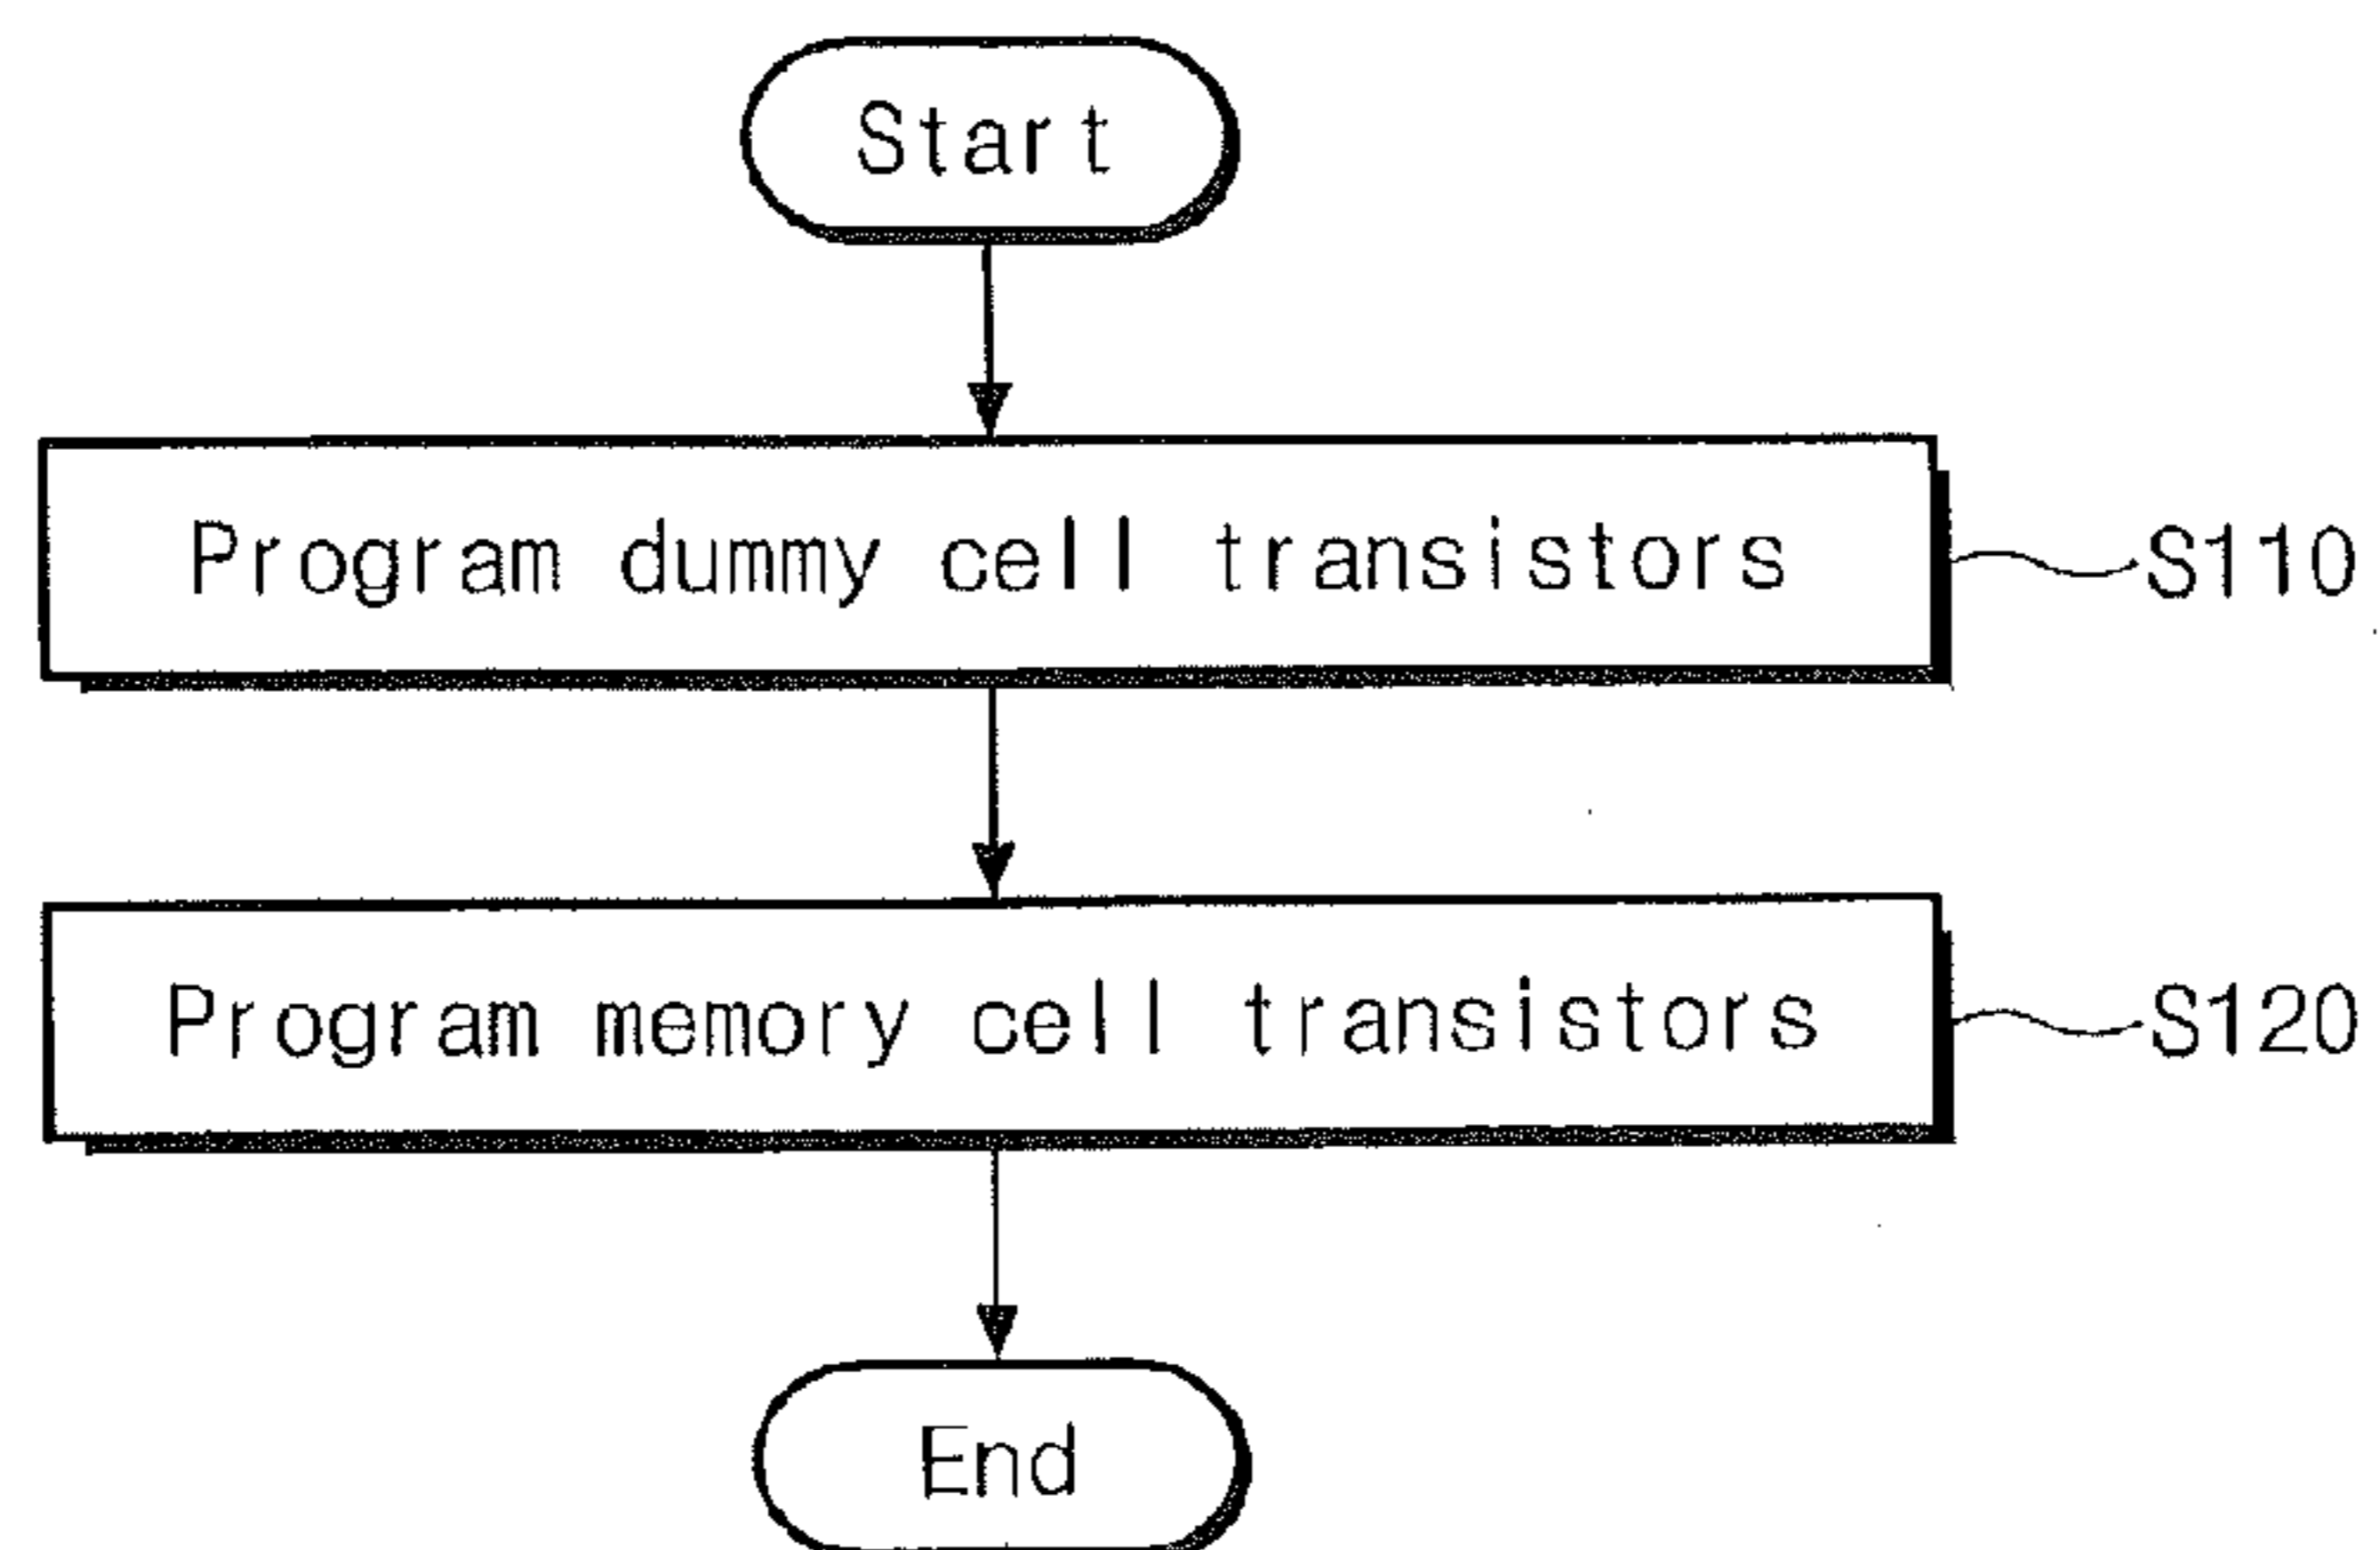 Start
Program dummy cell transistors
S110
Program memory cell transistors
S120
End